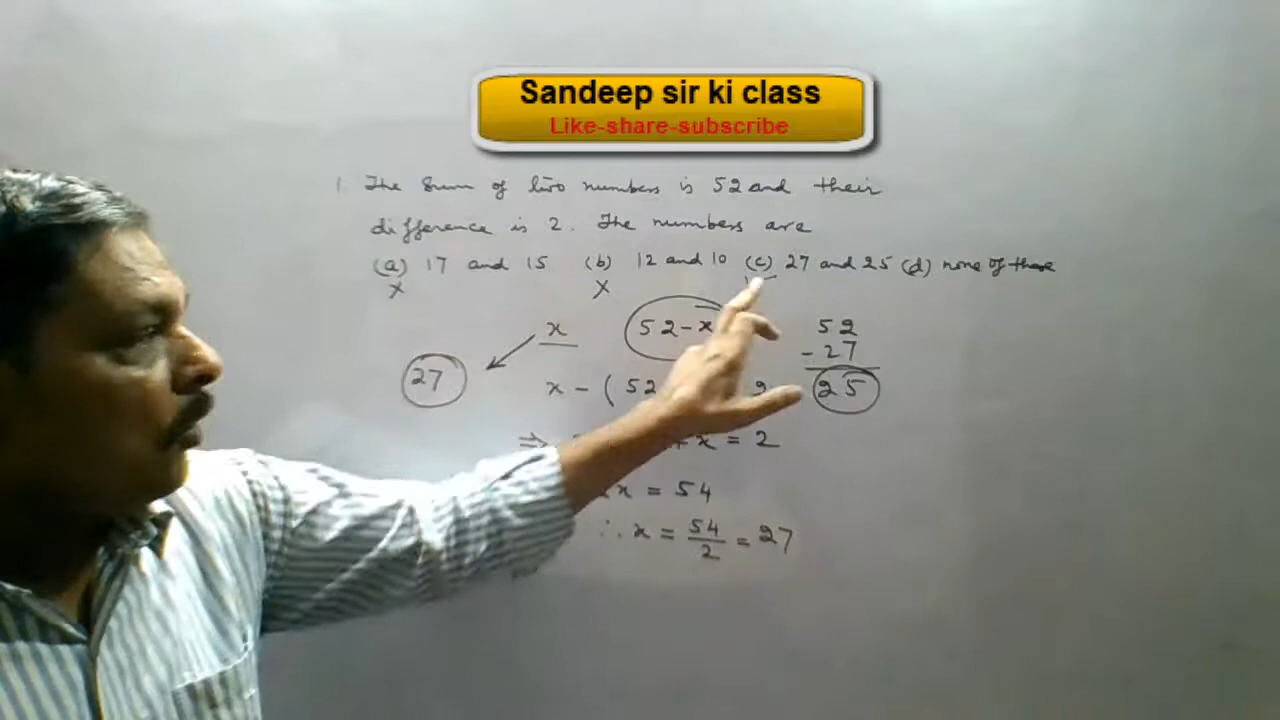 Sandeep sir ki class
Like-share-subscribe
1. The Sum of two numbers is 52 and their
difference is 2. The numbers are
(a) 17 and 15 (b) 12 and 10 (c) 27 and 25 (d) none of these
x 52-x
52
-27
25
27
x - (52 2
⇒ x = 2
2x = 54
∴ x = 54/2 = 27